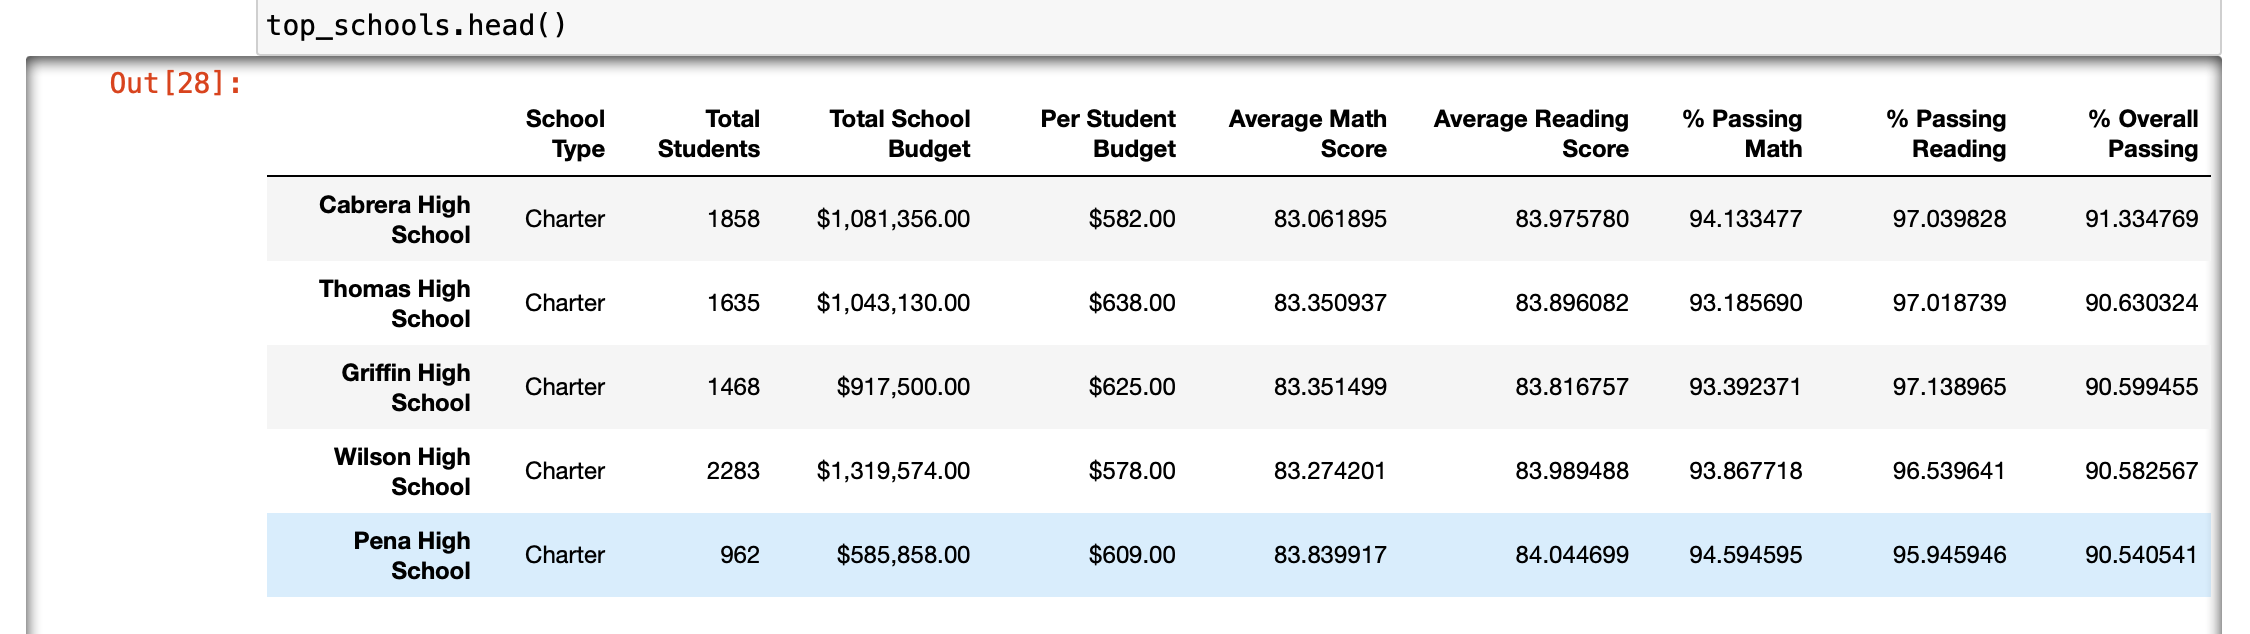 top_schools.head()
Out[28]:
School Type Total Students Total School Budget Per Student Budget Average Math Score Average Reading Score % Passing Math % Passing Reading % Overall Passing
Cabrera High School Charter 1858 $1,081,356.00 $582.00 83.061895 83.975780 94.133477 97.039828 91.334769
Thomas High School Charter 1635 $1,043,130.00 $638.00 83.350937 83.896082 93.185690 97.018739 90.630324
Griffin High School Charter 1468 $917,500.00 $625.00 83.351499 83.816757 93.392371 97.138965 90.599455
Wilson High School Charter 2283 $1,319,574.00 $578.00 83.274201 83.989488 93.867718 96.539641 90.582567
Pena High School Charter 962 $585,858.00 $609.00 83.839917 84.044699 94.594595 95.945946 90.540541